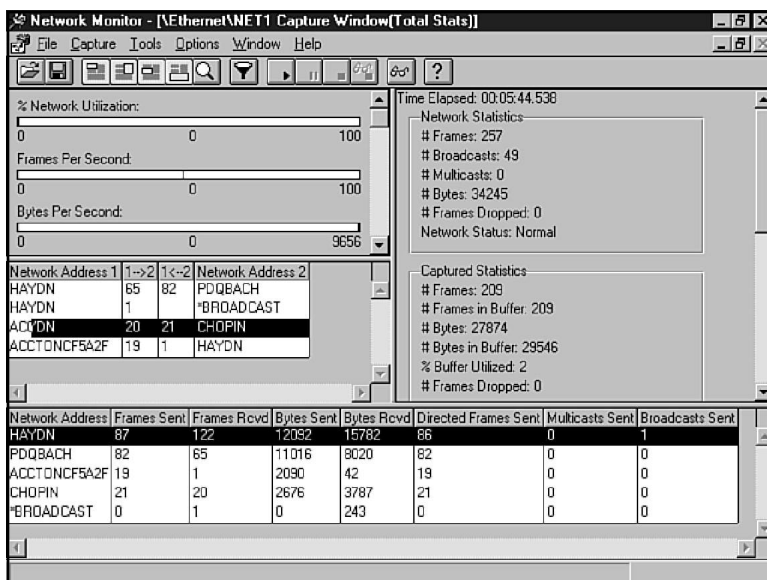 Network Monitor - [\Ethernet\NET1 Capture Window(Total Stats)]
File Capture Tools Options Window Help
% Network Utilization:
0 0 100
Frames Per Second:
0 0 100
Bytes Per Second:
0 0 9656
Time Elapsed: 00:05:44.538
Network Statistics
# Frames: 257
# Broadcasts: 49
# Multicasts: 0
# Bytes: 34245
# Frames Dropped: 0
Network Status: Normal
Captured Statistics
# Frames: 209
# Frames in Buffer: 209
# Bytes: 27874
# Bytes in Buffer: 29546
% Buffer Utilized: 2
# Frames Dropped: 0
Network Address 1 1-->2 1<--2 Network Address 2
HAYDN 65 82 PDQBACH
HAYDN 1 *BROADCAST
20 21 CHOPIN
ACCTONCF5A2F 19 1 HAYDN
Network Address Frames Sent Frames Rcvd Bytes Sent Bytes Rcvd Directed Frames Sent Multicasts Sent Broadcasts Sent
HAYDN 87 122 12092 15782 86 0 1
PDQBACH 82 65 11016 8020 82 0 0
ACCTONCF5A2F 19 1 2090 42 19 0 0
CHOPIN 21 20 2676 3787 21 0 0
*BROADCAST 0 1 0 243 0 0 0